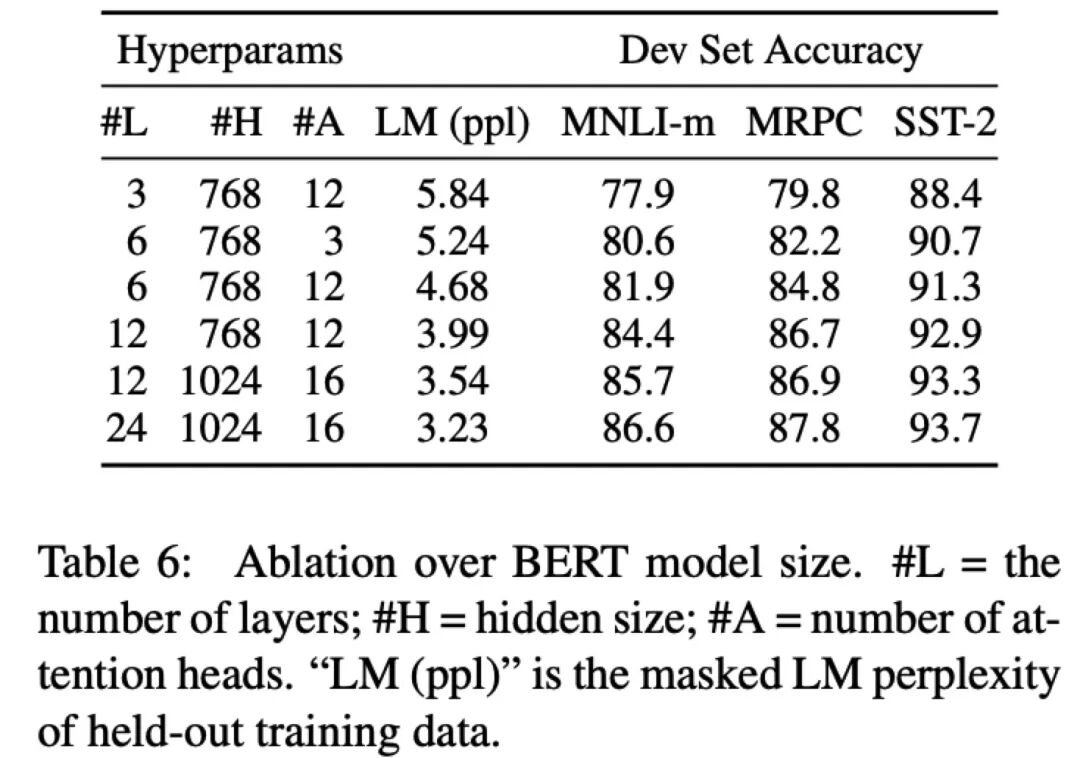 Hyperparams Dev Set Accuracy
#L #H #A LM (ppl) MNLI-m MRPC SST-2
3 768 12 5.84 77.9 79.8 88.4
6 768 3 5.24 80.6 82.2 90.7
6 768 12 4.68 81.9 84.8 91.3
12 768 12 3.99 84.4 86.7 92.9
12 1024 16 3.54 85.7 86.9 93.3
24 1024 16 3.23 86.6 87.8 93.7
Table 6: Ablation over BERT model size. #L = the
number of layers; #H = hidden size; #A = number of at-
tention heads. “LM (ppl)” is the masked LM perplexity
of held-out training data.